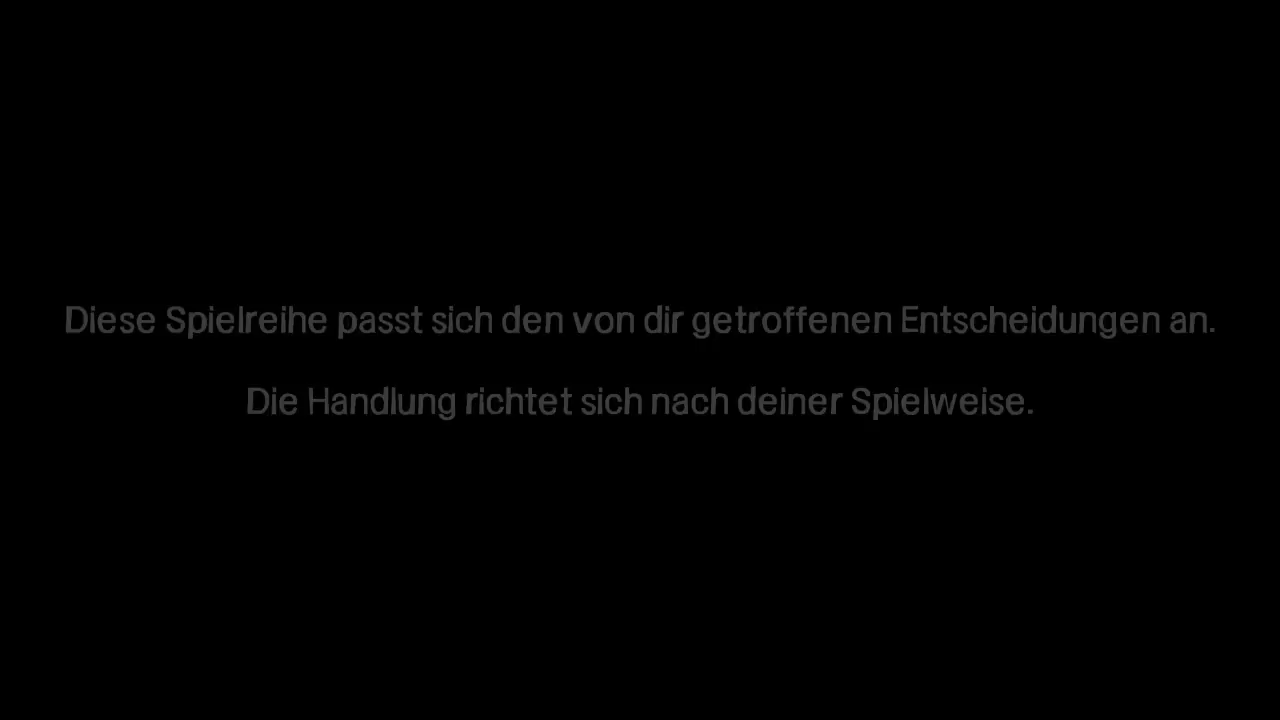 Diese Spielreihe passt sich den von dir getroffenen Entscheidungen an.
Die Handlung richtet sich nach deiner Spielweise.